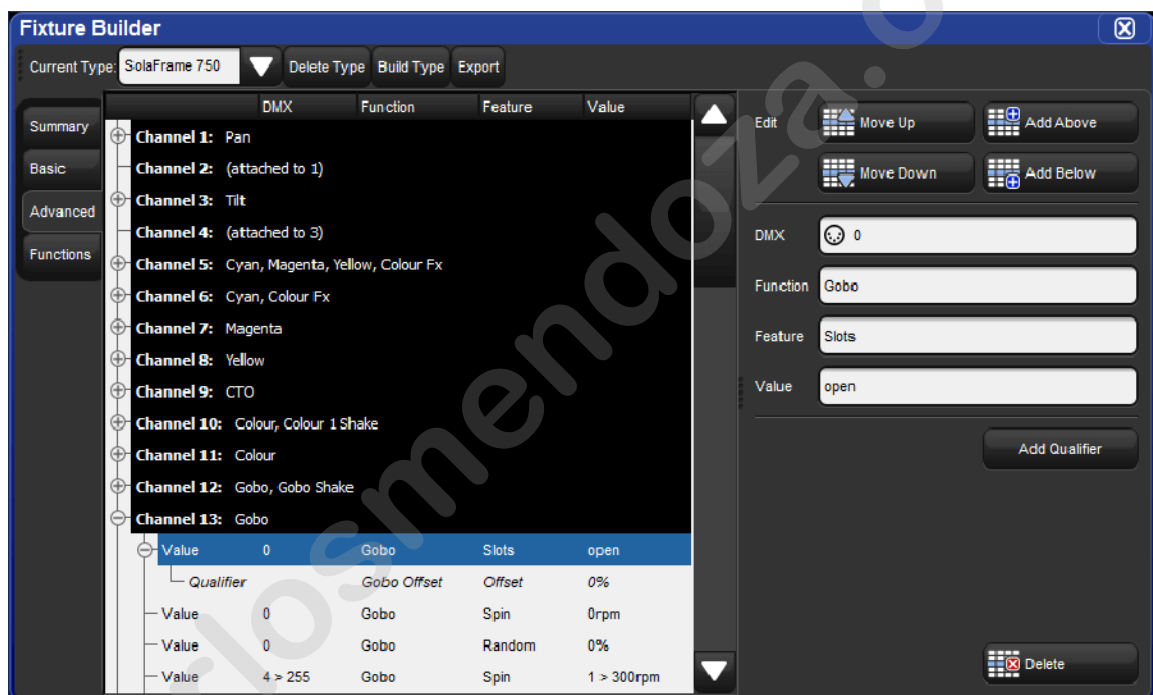 Fixture Builder
Current Type: SolaFrame 750 Delete Type Build Type Export
DMX Function Feature Value
Summary
Basic
Advanced
Functions
Channel 1: Pan
Channel 2: (attached to 1)
Channel 3: Tilt
Channel 4: (attached to 3)
Channel 5: Cyan, Magenta, Yellow, Colour Fx
Channel 6: Cyan, Colour Fx
Channel 7: Magenta
Channel 8: Yellow
Channel 9: CTO
Channel 10: Colour, Colour 1 Shake
Channel 11: Colour
Channel 12: Gobo, Gobo Shake
Channel 13: Gobo
Value 0 Gobo Slots open
Qualifier Gobo Offset Offset 0%
Value 0 Gobo Spin 0rpm
Value 0 Gobo Random 0%
Value 4 > 255 Gobo Spin 1 > 300rpm
Edit Move Up Add Above
Move Down Add Below
DMX 0
Function Gobo
Feature Slots
Value open
Add Qualifier
Delete
rlosmendoza.o